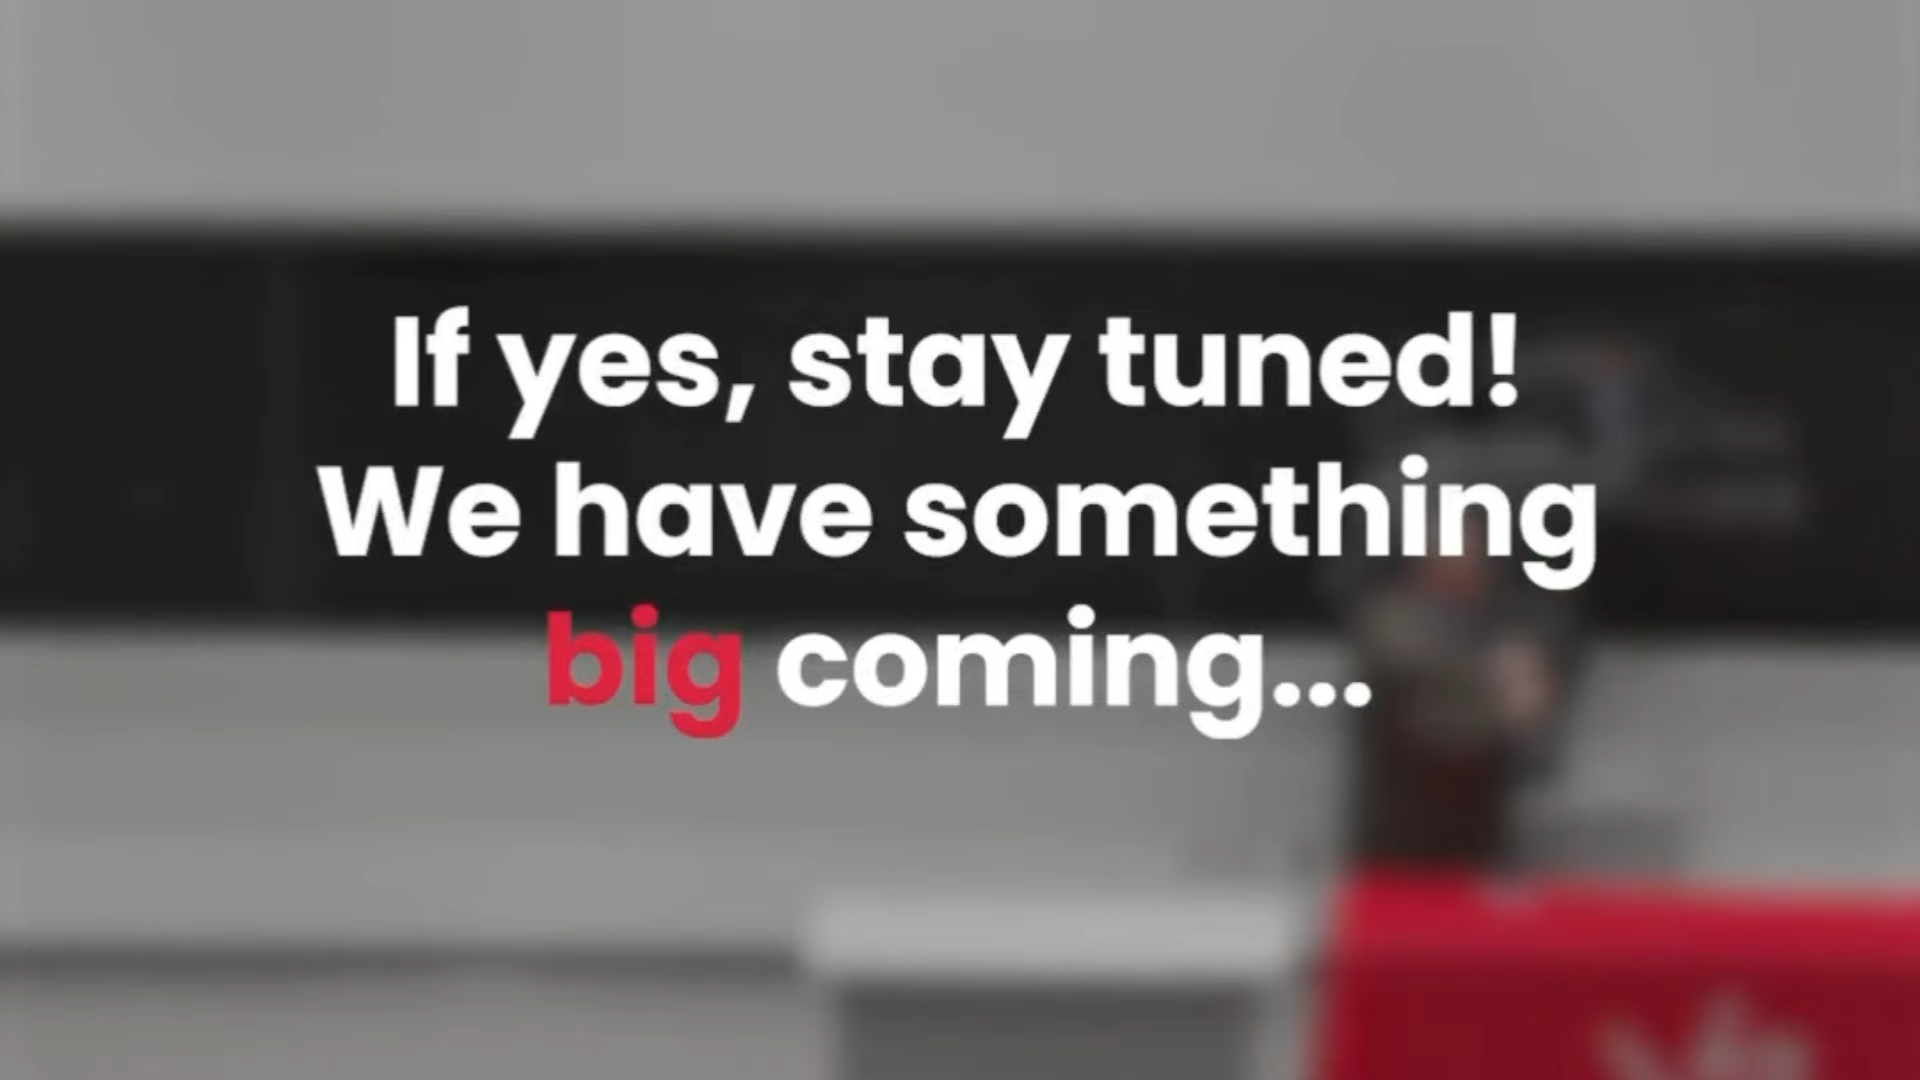 If yes, stay tuned!
We have something
big coming...